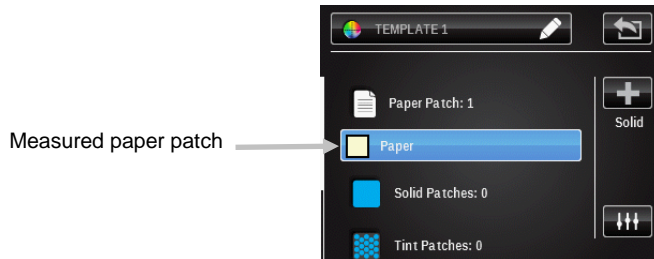 TEMPLATE 1
Paper Patch: 1
Solid
Measured paper patch
Paper
Solid Patches: 0
Tint Patches: 0